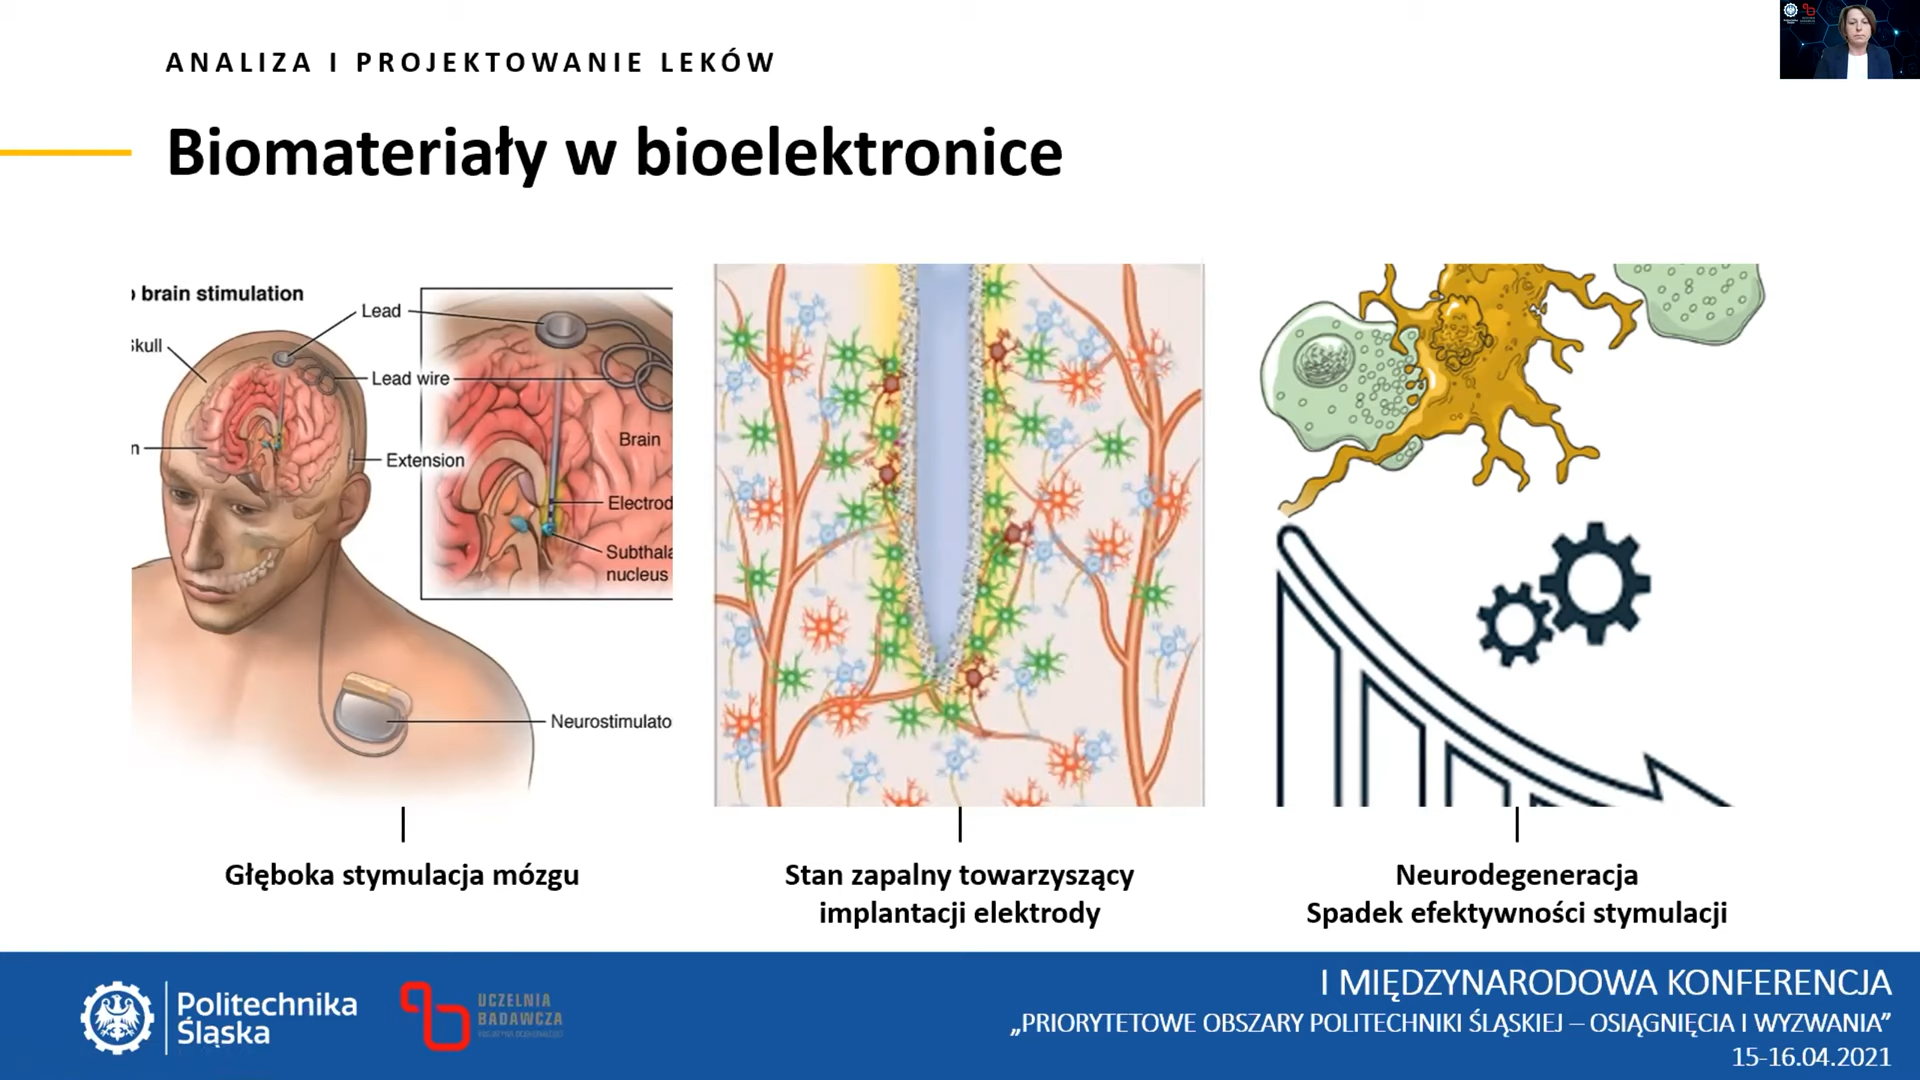 ANALIZA I PROJEKTOWANIE LEKÓW
Biomateriały w bioelektronice
brain stimulation
Lead
Lead wire
Extension
Brain
Electrod
Subthala
nucleus
Neurostimulato
Głęboka stymulacja mózgu
Stan zapalny towarzyszący
implantacji elektrody
Neurodegeneracja
Spadek efektywności stymulacji
Politechnika
Śląska
UCZELNIA
BADAWCZA
I MIĘDZYNARODOWA KONFERENCJA
„PRIORYTETOWE OBSZARY POLITECHNIKI ŚLĄSKIEJ – OSIĄGNIĘCIA I WYZWANIA”
15-16.04.2021